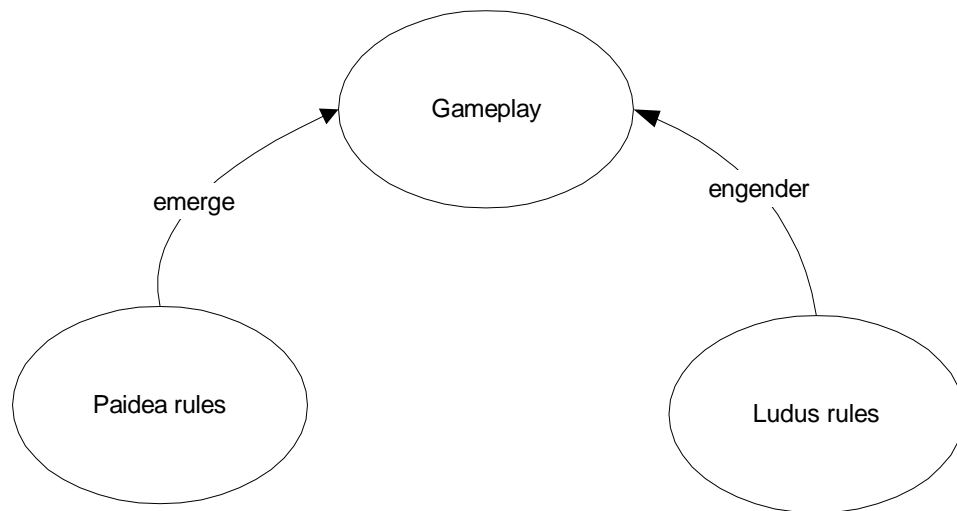 Gameplay
emerge
engender
Paidea rules
Ludus rules